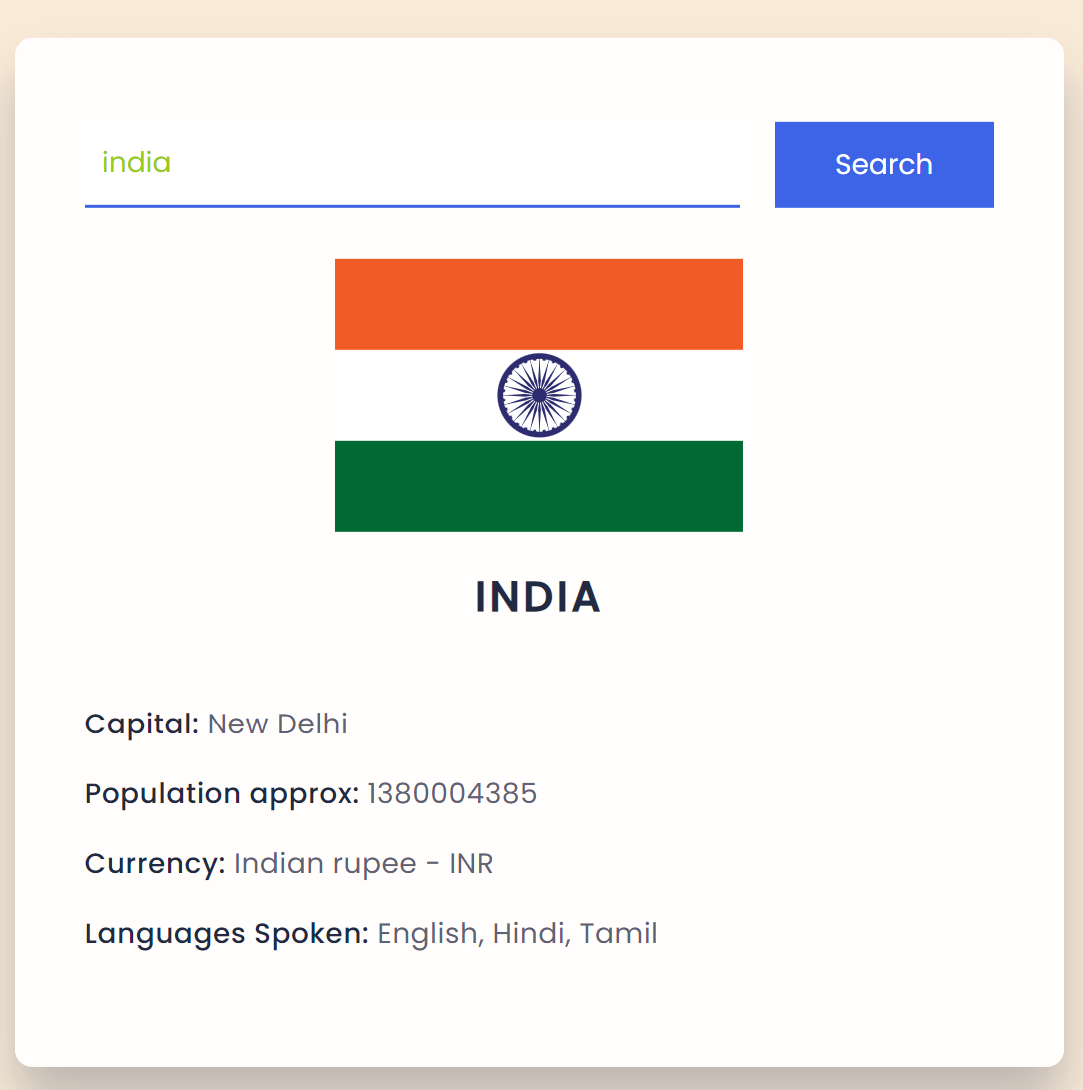 india
Search
INDIA
Capital: New Delhi
Population approx: 1380004385
Currency: Indian rupee - INR
Languages Spoken: English, Hindi, Tamil